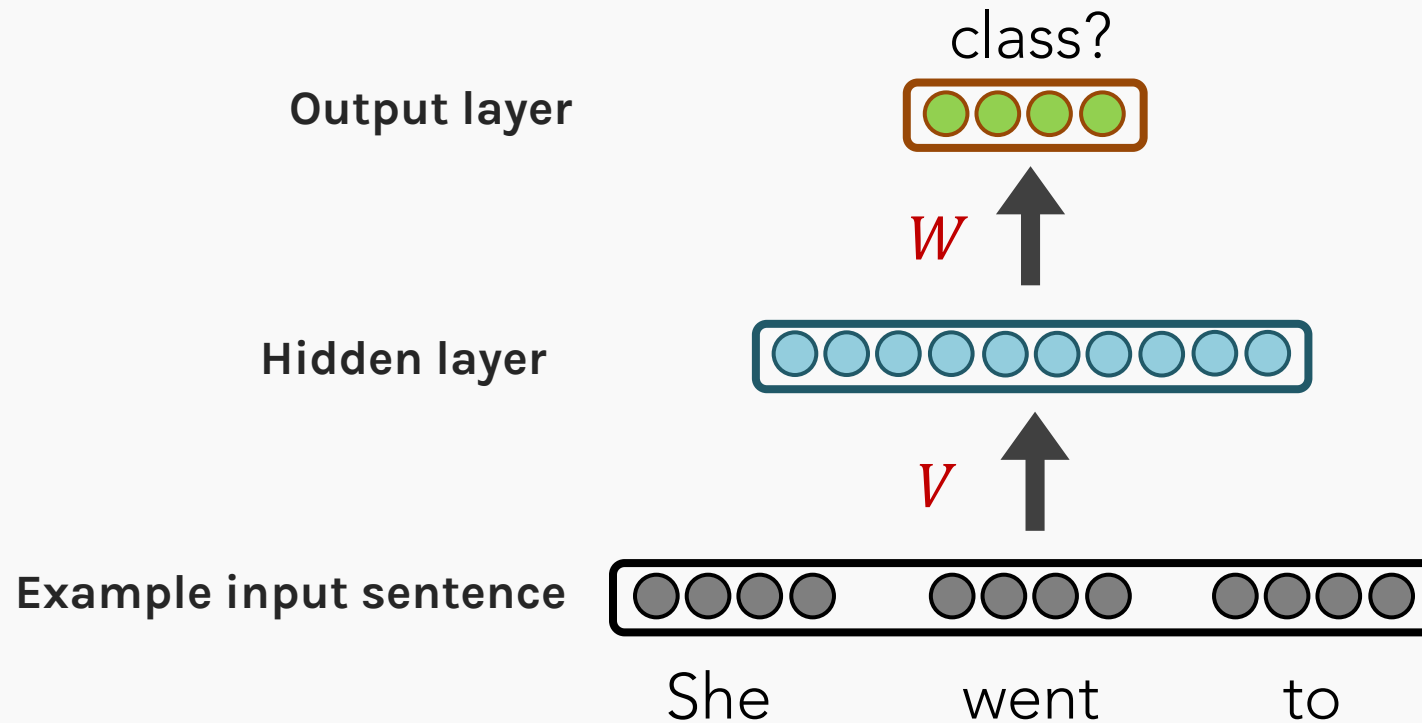 class?
Output layer
W
Hidden layer
V
Example input sentence
She went to